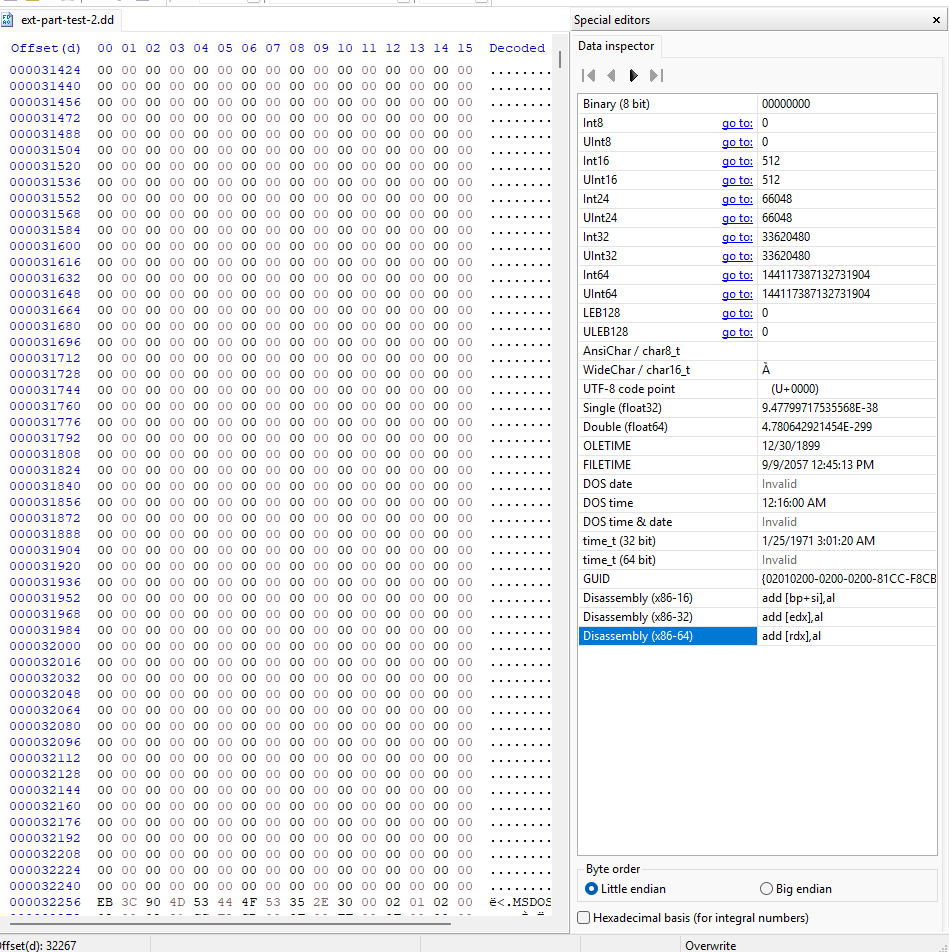 ext-part-test-2.dd
Offset(d) 00 01 02 03 04 05 06 07 08 09 10 11 12 13 14 15 Decoded
000031424 00 00 00 00 00 00 00 00 00 00 00 00 00 00 00 00 ........
000031440 00 00 00 00 00 00 00 00 00 00 00 00 00 00 00 00 ........
000031456 00 00 00 00 00 00 00 00 00 00 00 00 00 00 00 00 ........
000031472 00 00 00 00 00 00 00 00 00 00 00 00 00 00 00 00 ........
000031488 00 00 00 00 00 00 00 00 00 00 00 00 00 00 00 00 ........
000031504 00 00 00 00 00 00 00 00 00 00 00 00 00 00 00 00 ........
000031520 00 00 00 00 00 00 00 00 00 00 00 00 00 00 00 00 ........
000031536 00 00 00 00 00 00 00 00 00 00 00 00 00 00 00 00 ........
000031552 00 00 00 00 00 00 00 00 00 00 00 00 00 00 00 00 ........
000031568 00 00 00 00 00 00 00 00 00 00 00 00 00 00 00 00 ........
000031584 00 00 00 00 00 00 00 00 00 00 00 00 00 00 00 00 ........
000031600 00 00 00 00 00 00 00 00 00 00 00 00 00 00 00 00 ........
000031616 00 00 00 00 00 00 00 00 00 00 00 00 00 00 00 00 ........
000031632 00 00 00 00 00 00 00 00 00 00 00 00 00 00 00 00 ........
000031648 00 00 00 00 00 00 00 00 00 00 00 00 00 00 00 00 ........
000031664 00 00 00 00 00 00 00 00 00 00 00 00 00 00 00 00 ........
000031680 00 00 00 00 00 00 00 00 00 00 00 00 00 00 00 00 ........
000031696 00 00 00 00 00 00 00 00 00 00 00 00 00 00 00 00 ........
000031712 00 00 00 00 00 00 00 00 00 00 00 00 00 00 00 00 ........
000031728 00 00 00 00 00 00 00 00 00 00 00 00 00 00 00 00 ........
000031744 00 00 00 00 00 00 00 00 00 00 00 00 00 00 00 00 ........
000031760 00 00 00 00 00 00 00 00 00 00 00 00 00 00 00 00 ........
000031776 00 00 00 00 00 00 00 00 00 00 00 00 00 00 00 00 ........
000031792 00 00 00 00 00 00 00 00 00 00 00 00 00 00 00 00 ........
000031808 00 00 00 00 00 00 00 00 00 00 00 00 00 00 00 00 ........
000031824 00 00 00 00 00 00 00 00 00 00 00 00 00 00 00 00 ........
000031840 00 00 00 00 00 00 00 00 00 00 00 00 00 00 00 00 ........
000031856 00 00 00 00 00 00 00 00 00 00 00 00 00 00 00 00 ........
000031872 00 00 00 00 00 00 00 00 00 00 00 00 00 00 00 00 ........
000031888 00 00 00 00 00 00 00 00 00 00 00 00 00 00 00 00 ........
000031904 00 00 00 00 00 00 00 00 00 00 00 00 00 00 00 00 ........
000031920 00 00 00 00 00 00 00 00 00 00 00 00 00 00 00 00 ........
000031936 00 00 00 00 00 00 00 00 00 00 00 00 00 00 00 00 ........
000031952 00 00 00 00 00 00 00 00 00 00 00 00 00 00 00 00 ........
000031968 00 00 00 00 00 00 00 00 00 00 00 00 00 00 00 00 ........
000031984 00 00 00 00 00 00 00 00 00 00 00 00 00 00 00 00 ........
000032000 00 00 00 00 00 00 00 00 00 00 00 00 00 00 00 00 ........
000032016 00 00 00 00 00 00 00 00 00 00 00 00 00 00 00 00 ........
000032032 00 00 00 00 00 00 00 00 00 00 00 00 00 00 00 00 ........
000032048 00 00 00 00 00 00 00 00 00 00 00 00 00 00 00 00 ........
000032064 00 00 00 00 00 00 00 00 00 00 00 00 00 00 00 00 ........
000032080 00 00 00 00 00 00 00 00 00 00 00 00 00 00 00 00 ........
000032096 00 00 00 00 00 00 00 00 00 00 00 00 00 00 00 00 ........
000032112 00 00 00 00 00 00 00 00 00 00 00 00 00 00 00 00 ........
000032128 00 00 00 00 00 00 00 00 00 00 00 00 00 00 00 00 ........
000032144 00 00 00 00 00 00 00 00 00 00 00 00 00 00 00 00 ........
000032160 00 00 00 00 00 00 00 00 00 00 00 00 00 00 00 00 ........
000032176 00 00 00 00 00 00 00 00 00 00 00 00 00 00 00 00 ........
000032192 00 00 00 00 00 00 00 00 00 00 00 00 00 00 00 00 ........
000032208 00 00 00 00 00 00 00 00 00 00 00 00 00 00 00 00 ........
000032224 00 00 00 00 00 00 00 00 00 00 00 00 00 00 00 00 ........
000032240 00 00 00 00 00 00 00 00 00 00 00 00 00 00 00 00 ........
000032256 EB 3C 90 4D 53 44 4F 53 35 2E 30 00 02 01 02 00 ë<.MSDOS
Special editors
Data inspector
Binary (8 bit) 00000000
Int8 go to: 0
UInt8 go to: 0
Int16 go to: 512
UInt16 go to: 512
Int24 go to: 66048
UInt24 go to: 66048
Int32 go to: 33620480
UInt32 go to: 33620480
Int64 go to: 144117387132731904
UInt64 go to: 144117387132731904
LEB128 go to: 0
ULEB128 go to: 0
AnsiChar / char8_t
WideChar / char16_t Ȁ
UTF-8 code point (U+0000)
Single (float32) 9.47799717535568E-38
Double (float64) 4.780642921454E-299
OLETIME 12/30/1899
FILETIME 9/9/2057 12:45:13 PM
DOS date Invalid
DOS time 12:16:00 AM
DOS time & date Invalid
time_t (32 bit) 1/25/1971 3:01:20 AM
time_t (64 bit) Invalid
GUID {02010200-0200-0200-81CC-F8CB
Disassembly (x86-16) add [bp+si],al
Disassembly (x86-32) add [edx],al
Disassembly (x86-64) add [rdx],al
Byte order
Little endian Big endian
Hexadecimal basis (for integral numbers)
Offset(d): 32267 Overwrite